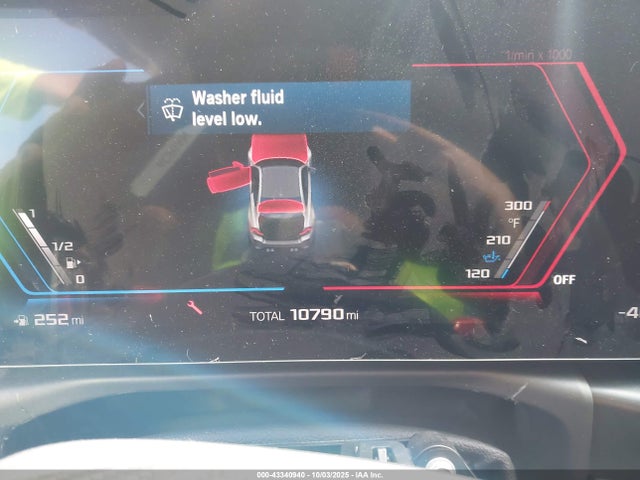 1/min x 1000
Washer fluid
level low.
1
1/2
0
300
°F
210
120
OFF
252 mi
TOTAL 10790 mi
000-43340940 - 10/03/2025 - IAA Inc.